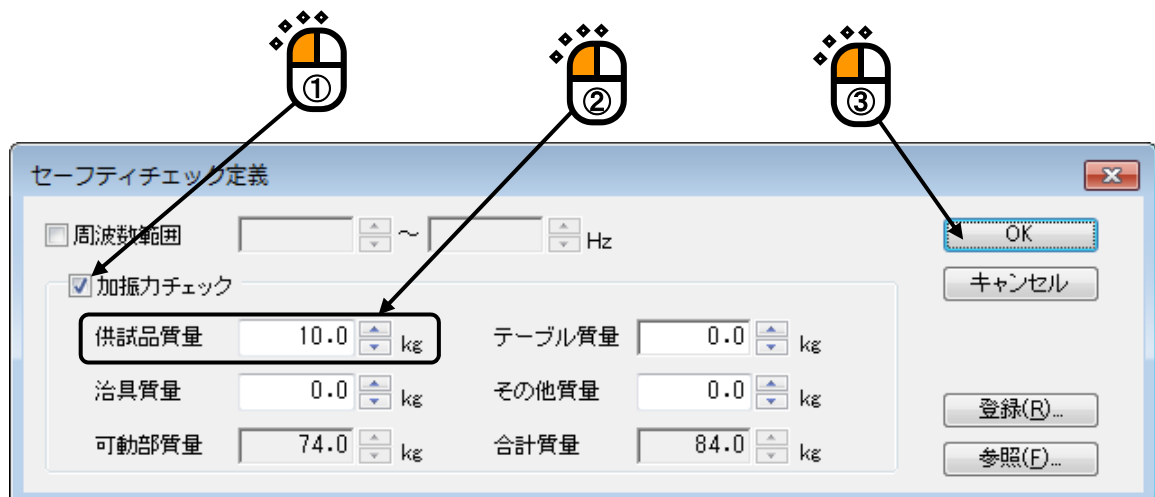 ① ② ③
セーフティチェック定義
周波数範囲 ～ Hz OK
加振力チェック キャンセル
供試品質量 10.0 kg テーブル質量 0.0 kg
治具質量 0.0 kg その他質量 0.0 kg 登録(R)...
可動部質量 74.0 kg 合計質量 84.0 kg 参照(F)...